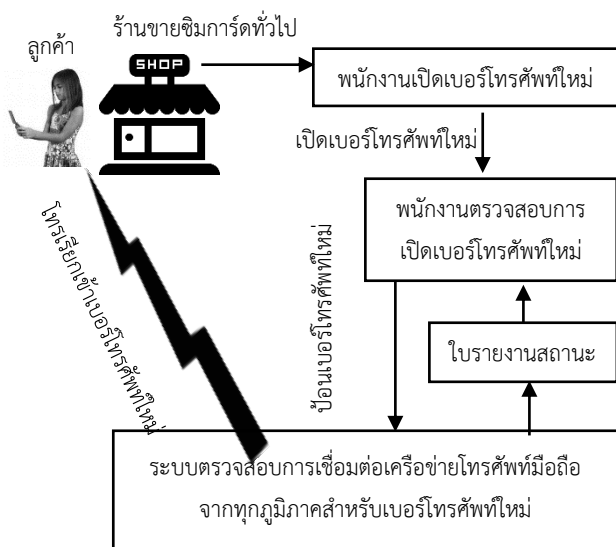 ร้านขายซิมการ์ดทั่วไป
ลูกค้า
SHOP
พนักงานเปิดเบอร์โทรศัพท์ใหม่
เปิดเบอร์โทรศัพท์ใหม่
พนักงานตรวจสอบการ
เปิดเบอร์โทรศัพท์ใหม่
โทรเรียกเข้าเบอร์โทรศัพท์ใหม่
ป้อนเบอร์โทรศัพท์ใหม่
ใบรายงานสถานะ
ระบบตรวจสอบการเชื่อมต่อเครือข่ายโทรศัพท์มือถือ
จากทุกภูมิภาคสำหรับเบอร์โทรศัพท์ใหม่